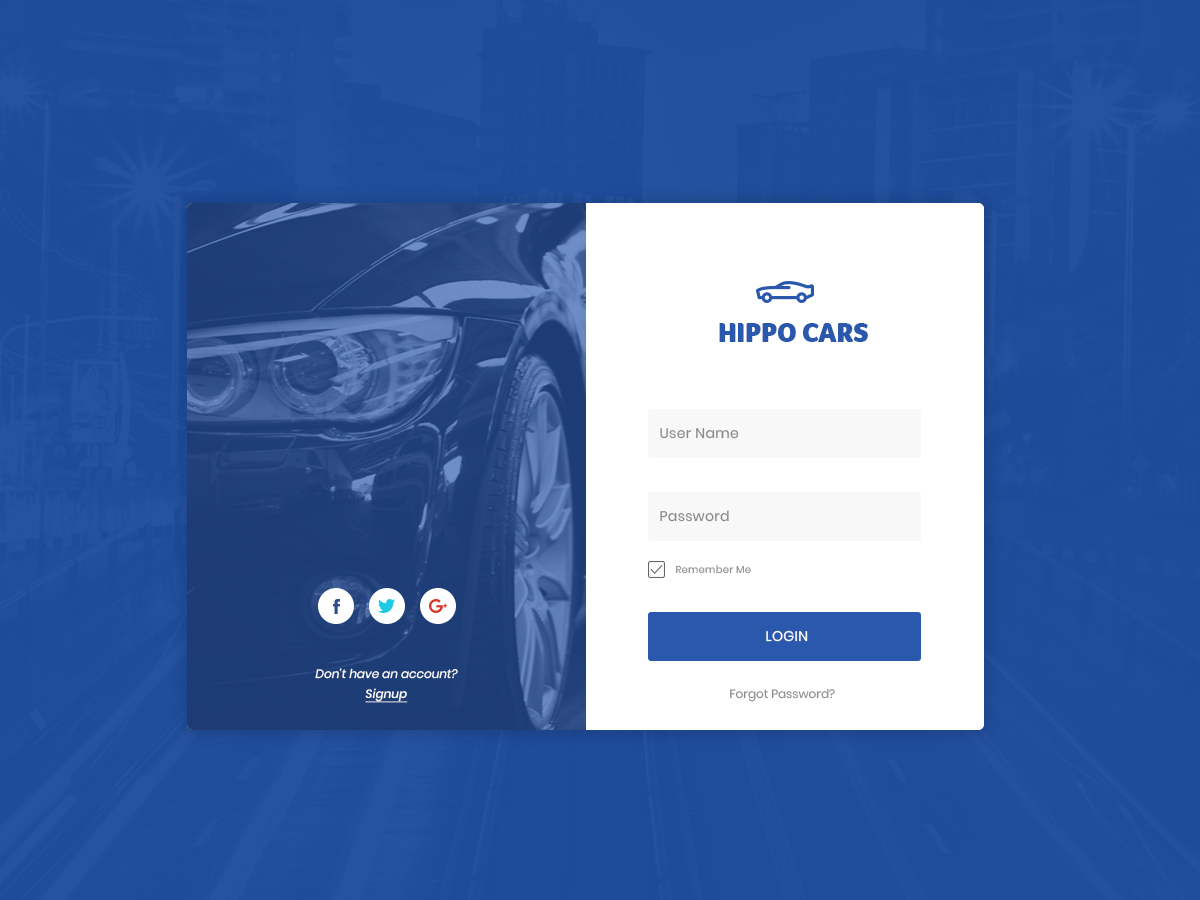 HIPPO CARS
User Name
Password
Remember Me
LOGIN
Forgot Password?
Don't have an account?
Signup